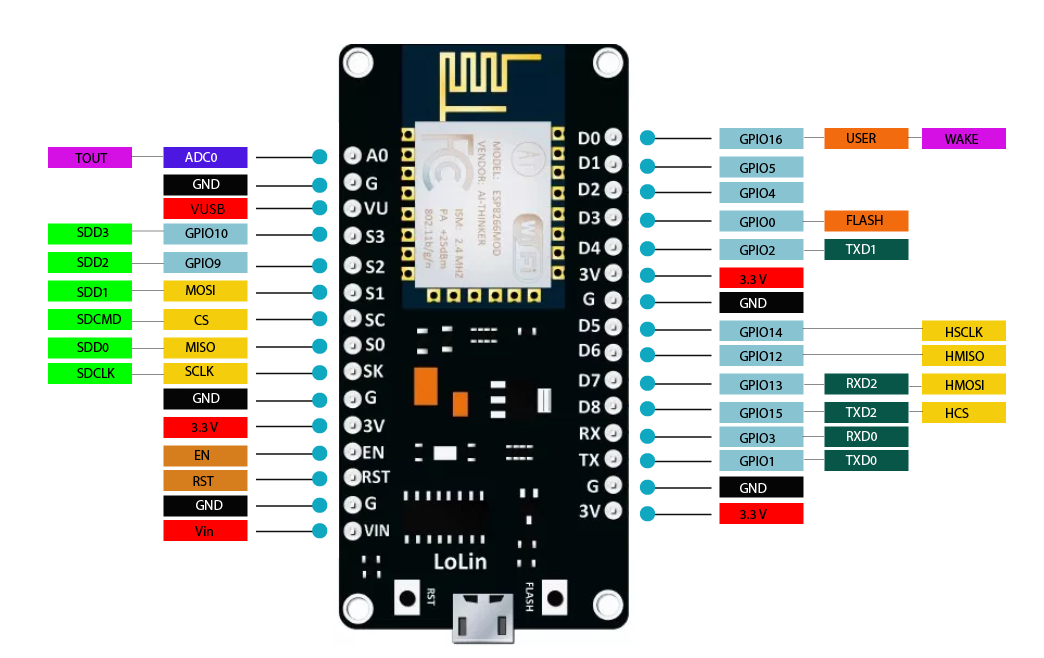 TOUT ADC0
GND
VUSB
SDD3 GPIO10
SDD2 GPIO9
SDD1 MOSI
SDCMD CS
SDD0 MISO
SDCLK SCLK
GND
3.3 V
EN
RST
GND
Vin
A0
G
VU
S3
S2
S1
SC
S0
SK
G
3V
EN
RST
G
VIN
MODEL: ESP8266MOD
VENDOR: AI-THINKER
ISM: 2.4 MHZ
PA +25dBm
802.11b/g/n
AI
FCC
WiFi
LoLin
RST
FLASH
D0
D1
D2
D3
D4
3V
G
D5
D6
D7
D8
RX
TX
G
3V
GPIO16 USER WAKE
GPIO5
GPIO4
GPIO0 FLASH
GPIO2 TXD1
3.3 V
GND
GPIO14 HSCLK
GPIO12 HMISO
GPIO13 RXD2 HMOSI
GPIO15 TXD2 HCS
GPIO3 RXD0
GPIO1 TXD0
GND
3.3 V